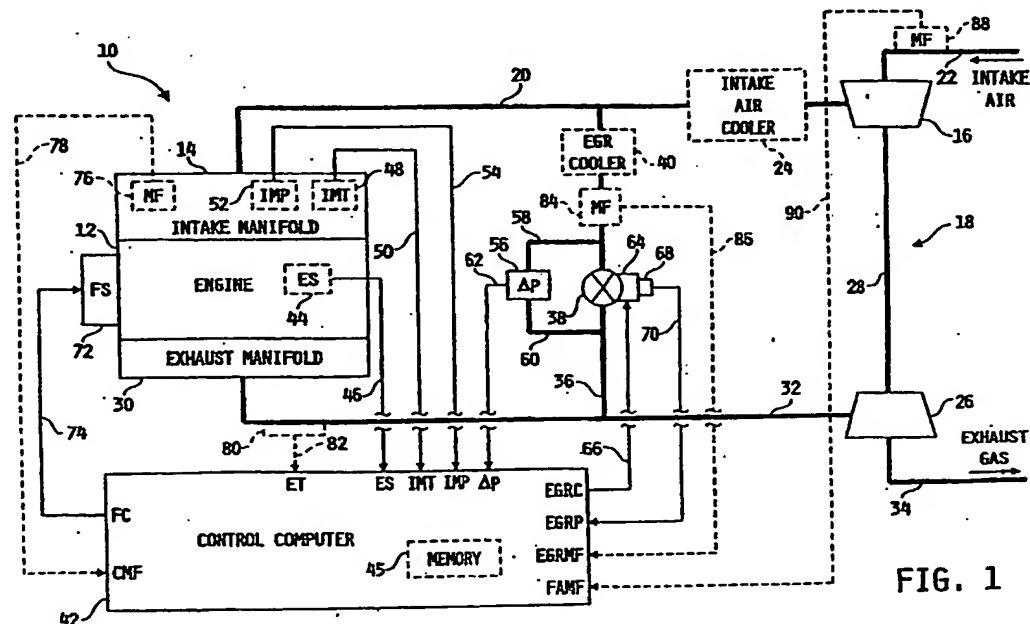 10
MF
88
22
INTAKE
AIR
20
INTAKE
AIR
COOLER
24
16
78
14
EGR
COOLER
40
76
MF
52
IMP
IMT
48
54
84
MF
90
18
12
INTAKE MANIFOLD
50
58
86
FS
ENGINE
ES
44
62
56
ΔP
64
68
38
28
72
EXHAUST MANIFOLD
60
70
30
46
36
32
26
74
80
82
66
EXHAUST
GAS
34
ET
ES
IMT
IMP
ΔP
EGRC
FC
EGRP
CONTROL COMPUTER
45
MEMORY
EGRMF
CMF
FAMF
42
FIG. 1